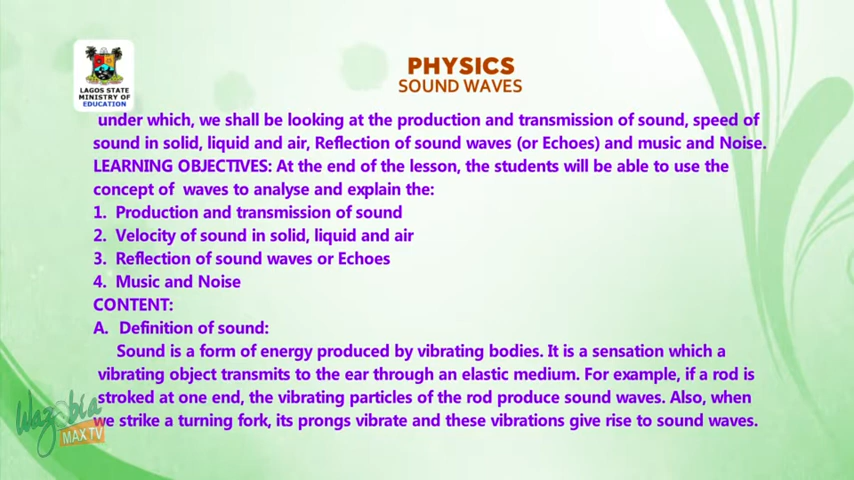 LAGOS STATE
MINISTRY OF
EDUCATION
PHYSICS
SOUND WAVES
under which, we shall be looking at the production and transmission of sound, speed of
sound in solid, liquid and air, Reflection of sound waves (or Echoes) and music and Noise.
LEARNING OBJECTIVES: At the end of the lesson, the students will be able to use the
concept of waves to analyse and explain the:
1. Production and transmission of sound
2. Velocity of sound in solid, liquid and air
3. Reflection of sound waves or Echoes
4. Music and Noise
CONTENT:
A. Definition of sound:
Sound is a form of energy produced by vibrating bodies. It is a sensation which a
vibrating object transmits to the ear through an elastic medium. For example, if a rod is
stroked at one end, the vibrating particles of the rod produce sound waves. Also, when
we strike a turning fork, its prongs vibrate and these vibrations give rise to sound waves.
Wazobia
MAX TV